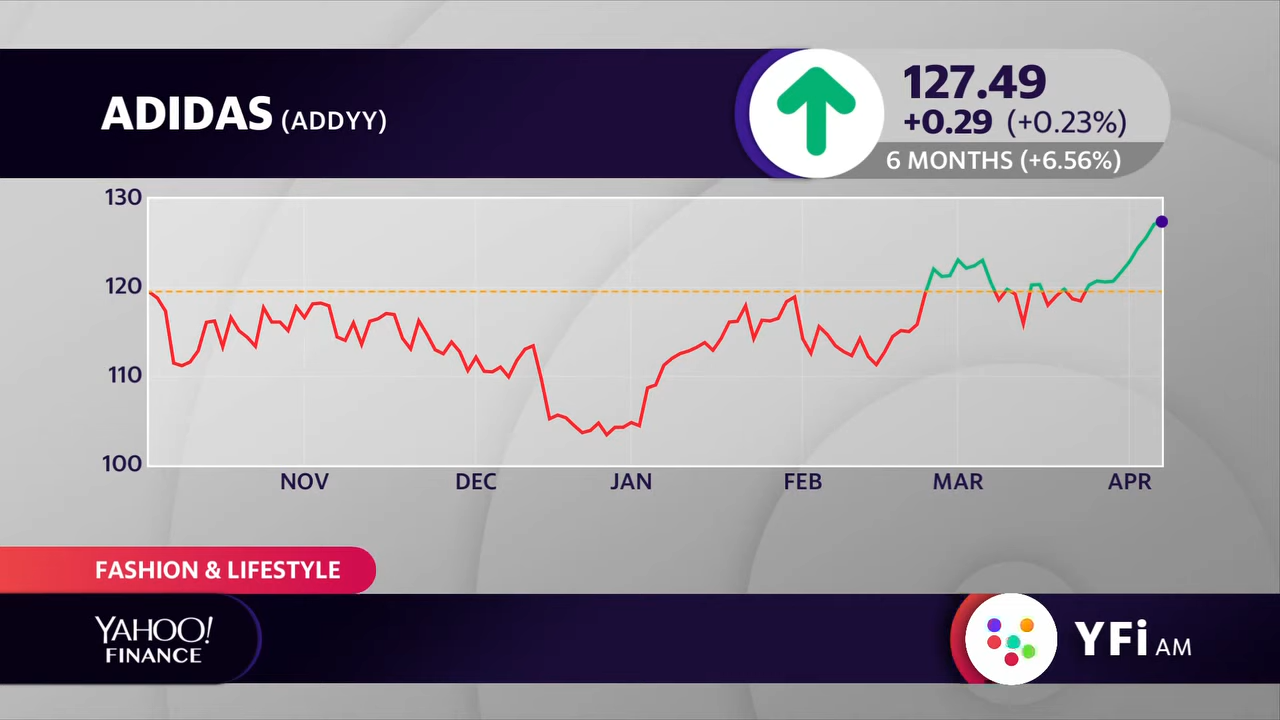 ADIDAS (ADDYY)
127.49
+0.29 (+0.23%)
6 MONTHS (+6.56%)
130
120
110
100
NOV DEC JAN FEB MAR APR
FASHION & LIFESTYLE
YAHOO!
FINANCE
YFi AM